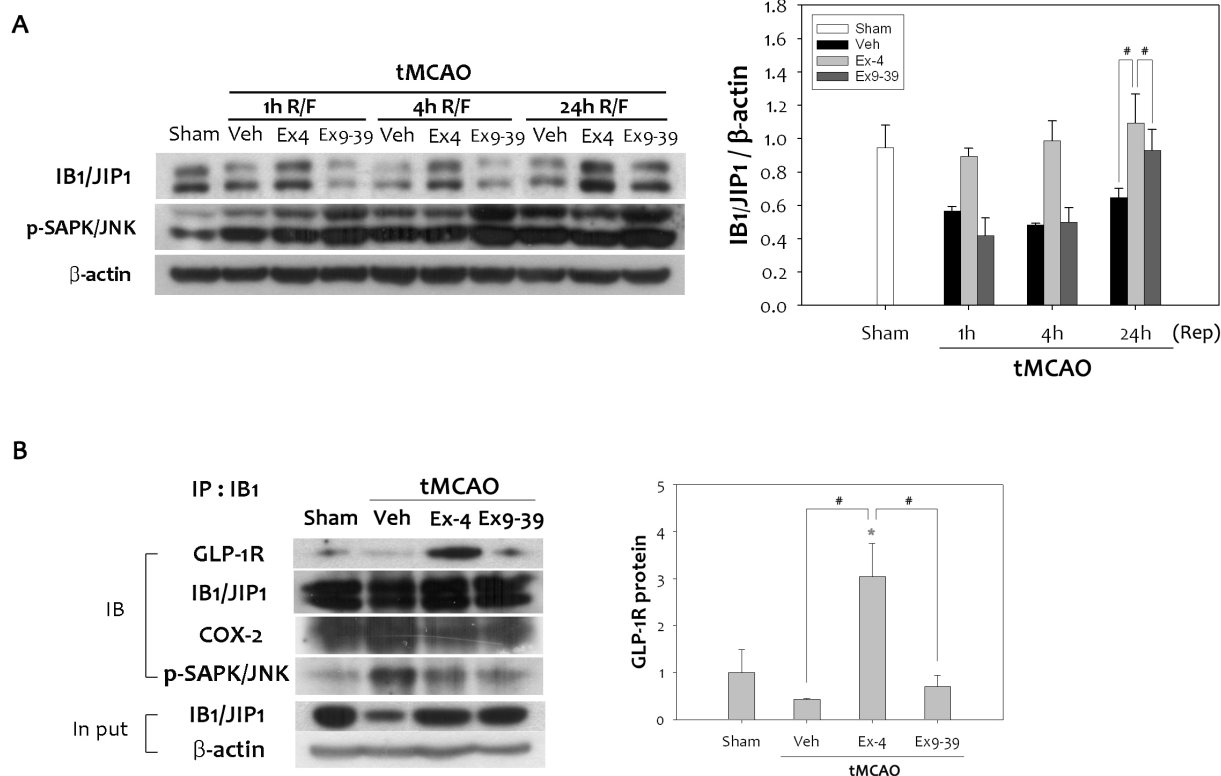 A
tMCAO
1h R/F 4h R/F 24h R/F
Sham Veh Ex4 Ex9-39 Veh Ex4 Ex9-39 Veh Ex4 Ex9-39
IB1/JIP1
p-SAPK/JNK
β-actin
IB1/JIP1 / β-actin
1.8
1.6
1.4
1.2
1.0
0.8
0.6
0.4
0.2
0.0
Sham
Veh
Ex-4
Ex9-39
# #
Sham 1h 4h 24h (Rep)
tMCAO
B
IP : IB1
tMCAO
Sham Veh Ex-4 Ex9-39
IB
GLP-1R
IB1/JIP1
COX-2
p-SAPK/JNK
In put
IB1/JIP1
β-actin
GLP-1R protein
5
4
3
2
1
0
# #
*
Sham Veh Ex-4 Ex9-39
tMCAO